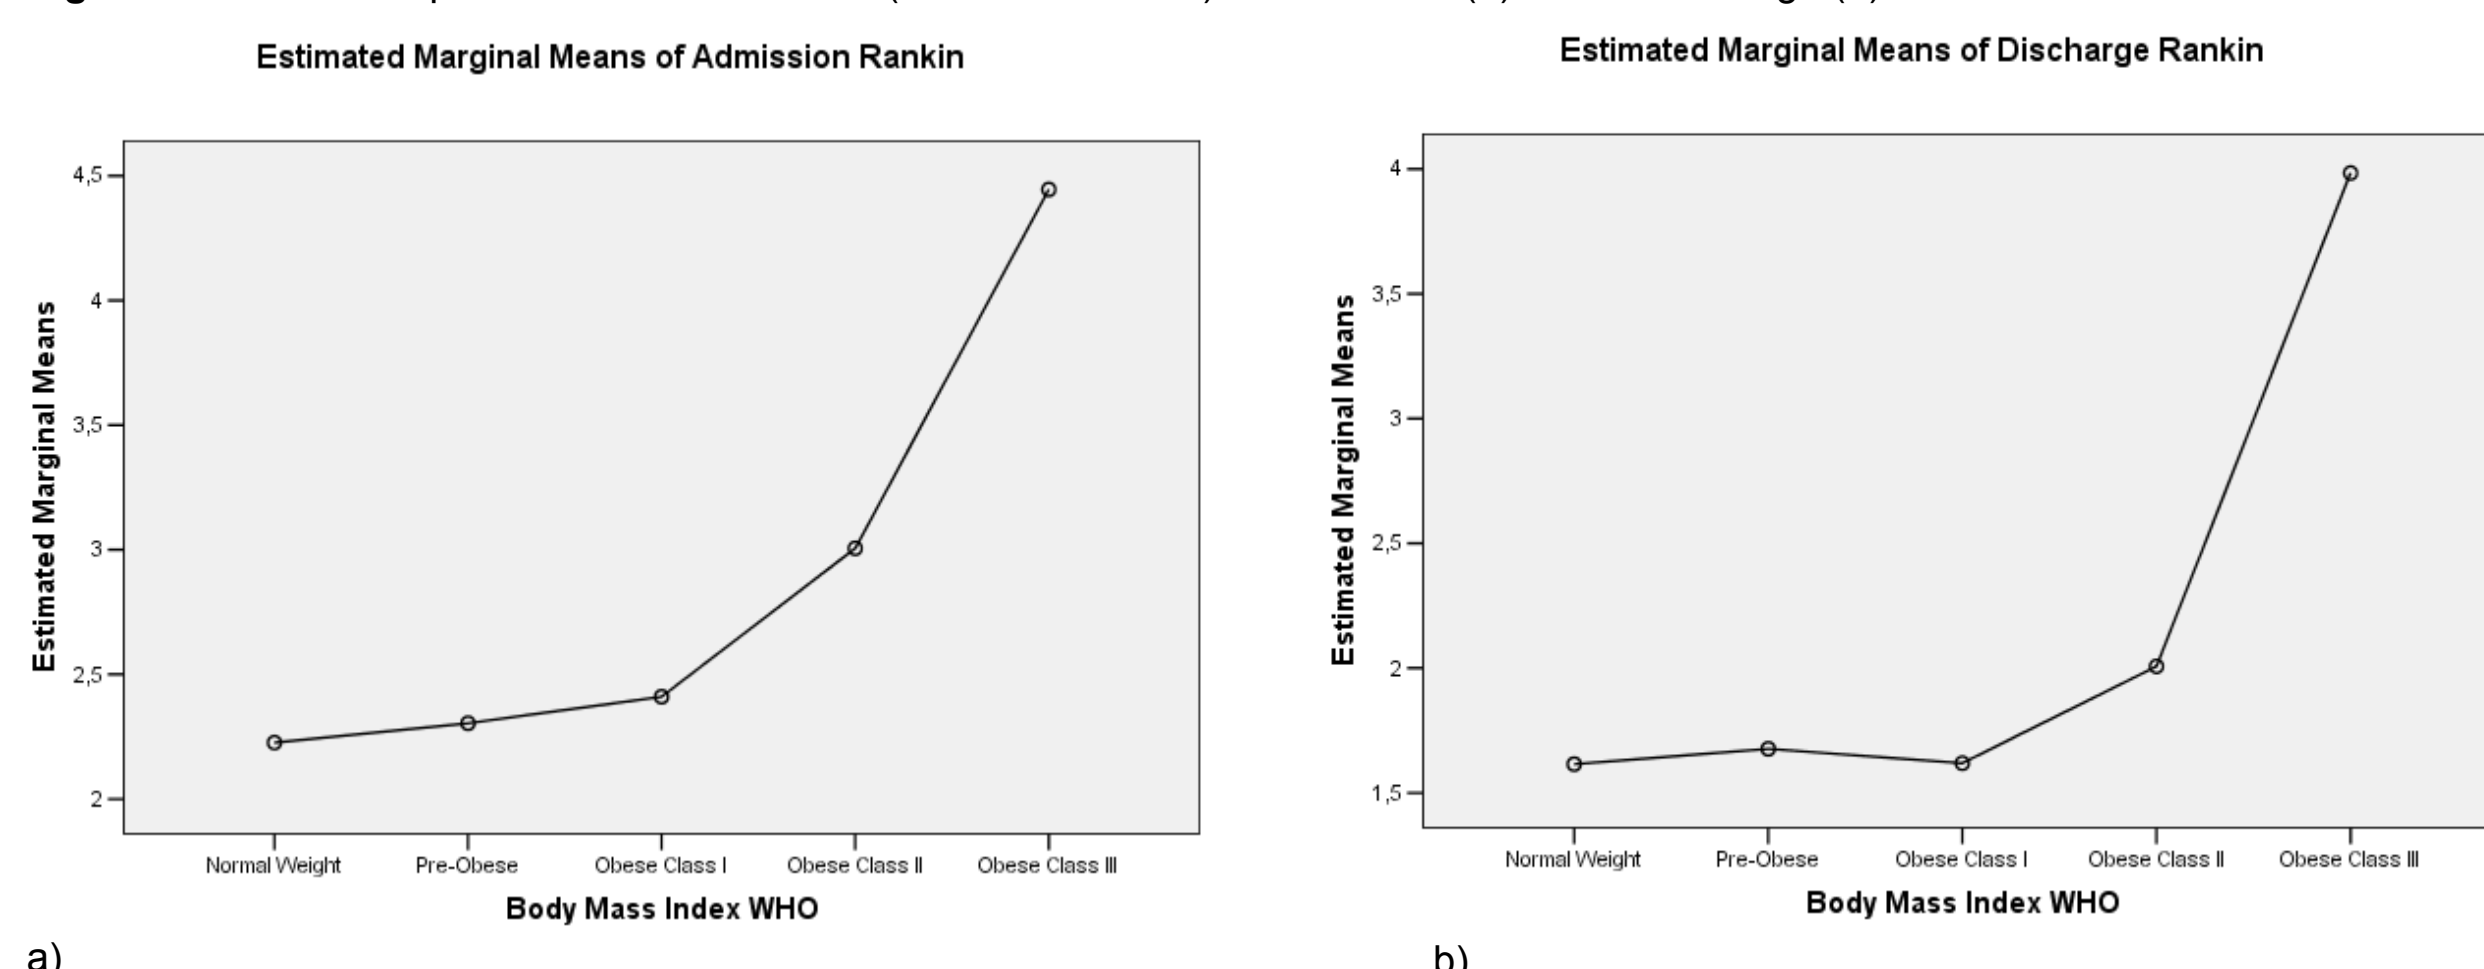 Estimated Marginal Means of Admission Rankin
Estimated Marginal Means
4,5
4
3,5
3
2,5
2
Normal Weight Pre-Obese Obese Class I Obese Class II Obese Class III
Body Mass Index WHO
a)
Estimated Marginal Means of Discharge Rankin
Estimated Marginal Means
4
3,5
3
2,5
2
1,5
Normal Weight Pre-Obese Obese Class I Obese Class II Obese Class III
Body Mass Index WHO
b)